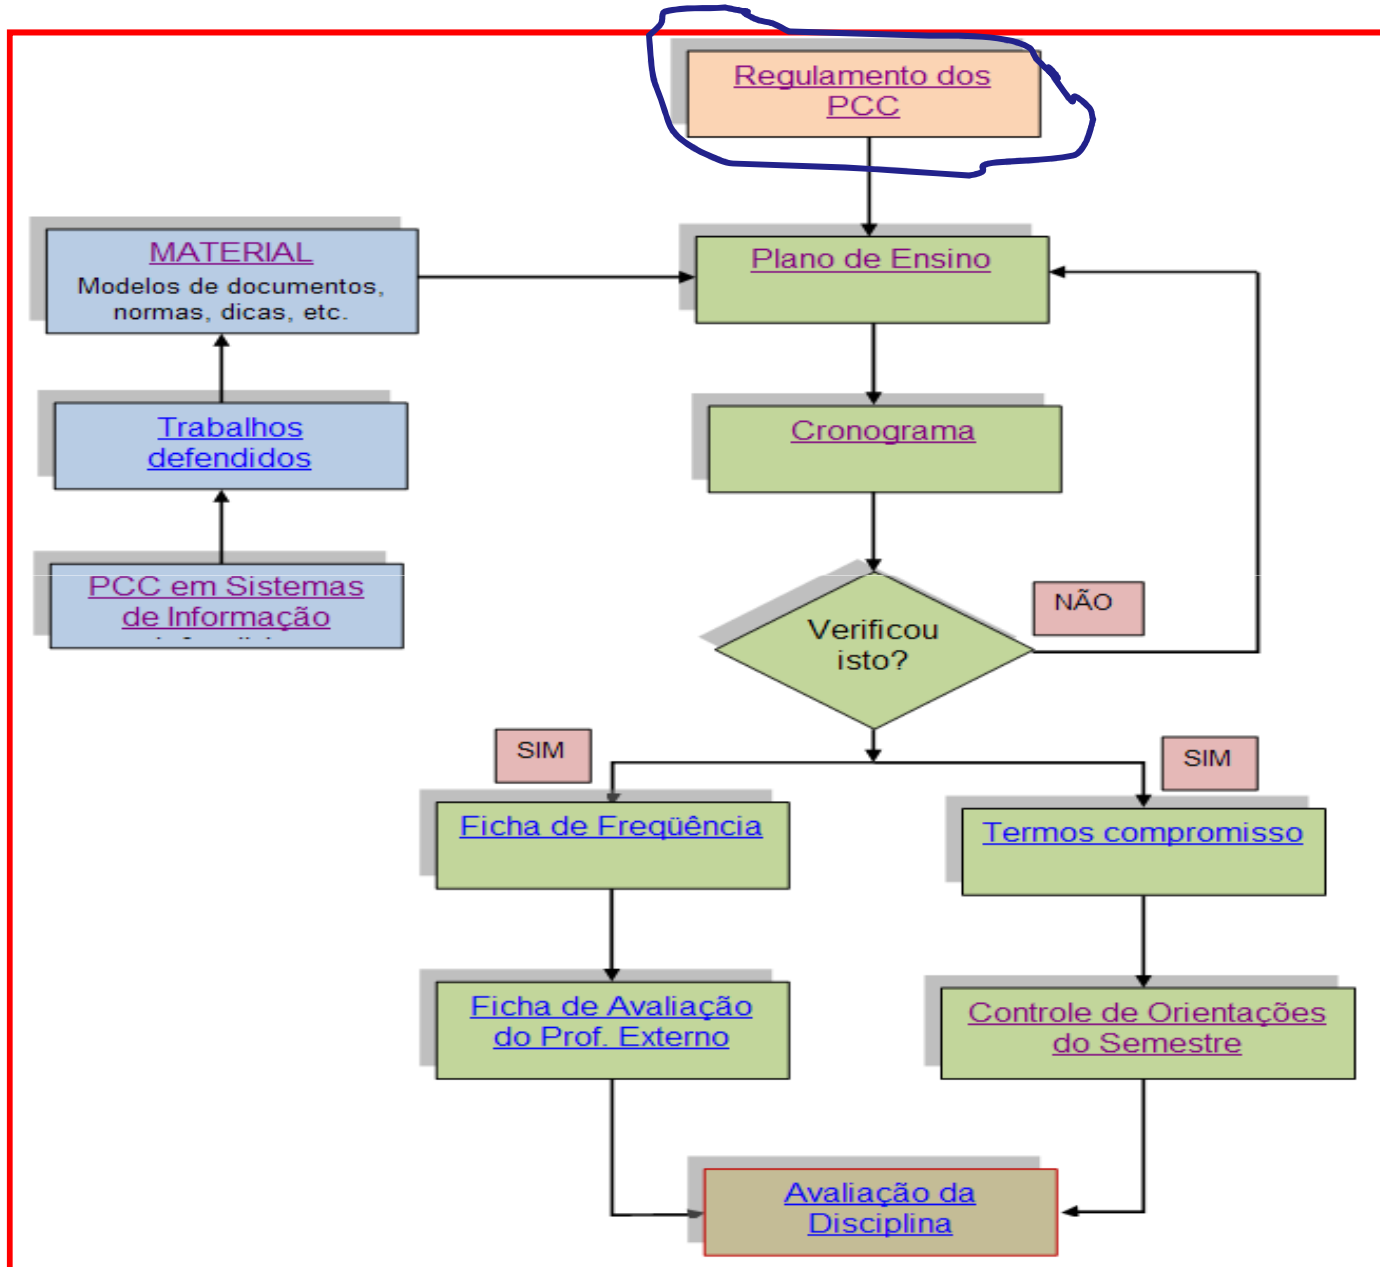 Regulamento dos
PCC
MATERIAL
Modelos de documentos,
normas, dicas, etc.
Plano de Ensino
Trabalhos
defendidos
Cronograma
PCC em Sistemas
de Informação
NÃO
Verificou
isto?
SIM
SIM
Ficha de Freqüência
Termos compromisso
Ficha de Avaliação
do Prof. Externo
Controle de Orientações
do Semestre
Avaliação da
Disciplina